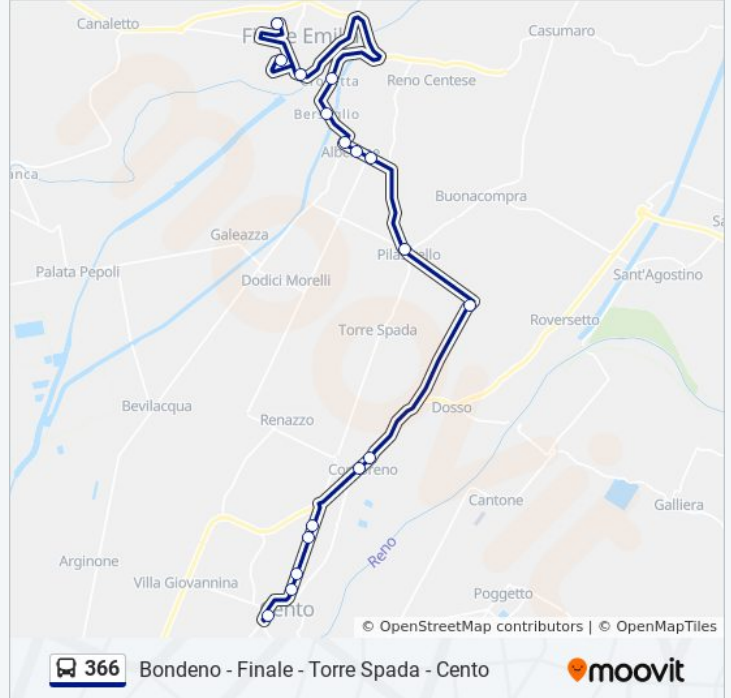 Canaletto
Casumaro
Reno Centese
Buonacompra
Galeazza
Palata Pepoli
Dodici Morelli
Sant'Agostino
Roversetto
Torre Spada
Bevilacqua
Dosso
Renazzo
Cantone
Galliera
Reno
Arginone
Villa Giovannina
Poggetto
© OpenStreetMap contributors | © OpenMapTiles
366 Bondeno - Finale - Torre Spada - Cento
moovit